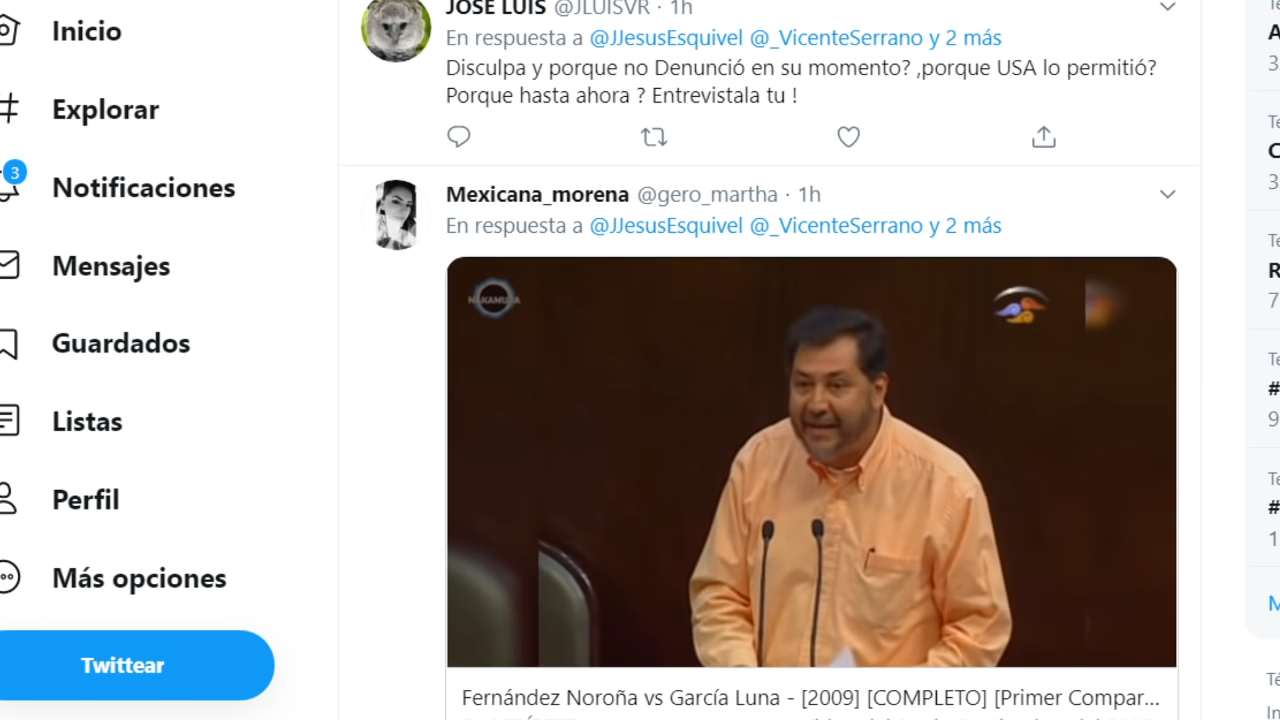 Inicio
Explorar
3
Notificaciones
Mensajes
Guardados
Listas
Perfil
Más opciones
Twittear
JOSE LUIS @JLUISVR · 1h
En respuesta a @JJesusEsquivel @_VicenteSerrano y 2 más
Disculpa y porque no Denunció en su momento? ,porque USA lo permitió?
Porque hasta ahora ? Entrevistala tu !
Mexicana_morena @gero_martha · 1h
En respuesta a @JJesusEsquivel @_VicenteSerrano y 2 más
Fernández Noroña vs García Luna - [2009] [COMPLETO] [Primer Compar...